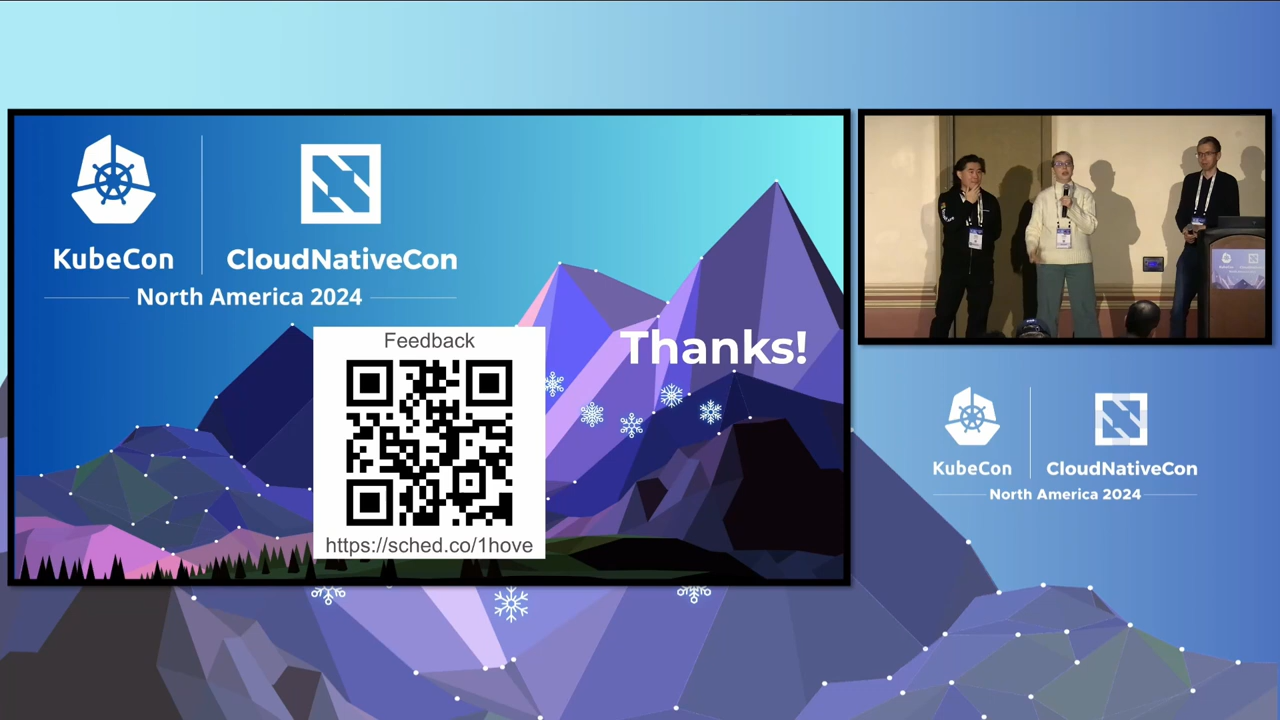 KubeCon
CloudNativeCon
North America 2024
Feedback
https://sched.co/1hove
Thanks!
KubeCon
CloudNativeCon
North America 2024